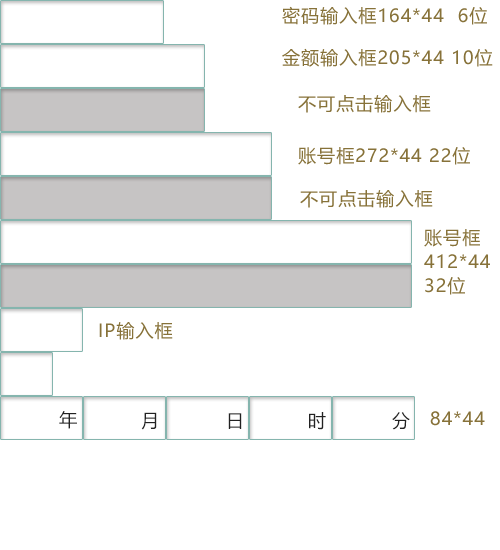 密码输入框164*44 6位
金额输入框205*44 10位
不可点击输入框
账号框272*44 22位
不可点击输入框
账号框
412*44
32位
IP输入框
年 月 日 时 分 84*44